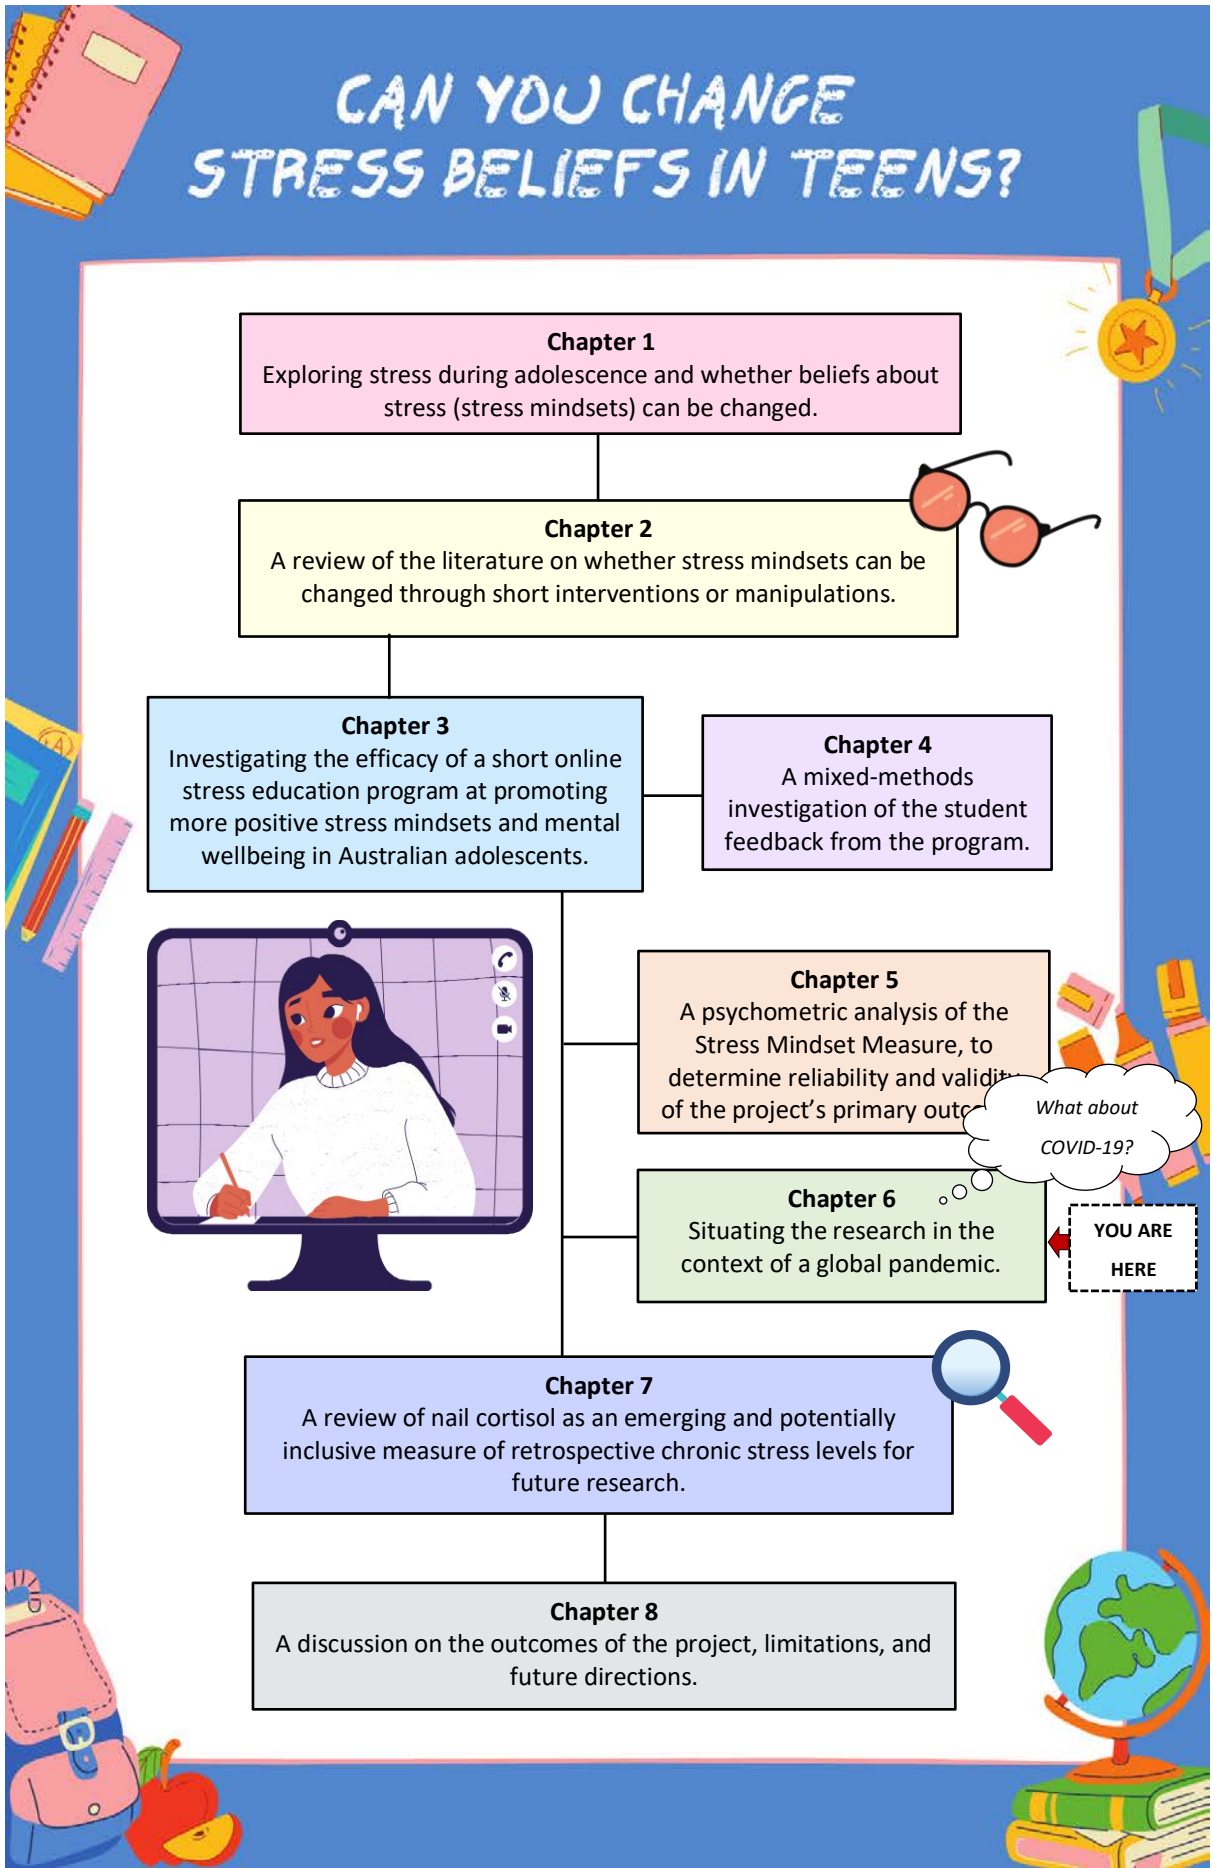 CAN YOU CHANGE
STRESS BELIEFS IN TEENS?
Chapter 1
Exploring stress during adolescence and whether beliefs about
stress (stress mindsets) can be changed.
Chapter 2
A review of the literature on whether stress mindsets can be
changed through short interventions or manipulations.
Chapter 3
Investigating the efficacy of a short online
stress education program at promoting
more positive stress mindsets and mental
wellbeing in Australian adolescents.
Chapter 4
A mixed-methods
investigation of the student
feedback from the program.
A
Chapter 5
A psychometric analysis of the
Stress Mindset Measure, to
determine reliability and validity
of the project's primary
What about
COVID-19?
Chapter 6
Situating the research in the
context of a global pandemic.
YOU ARE
HERE
Chapter 7
A review of nail cortisol as an emerging and potentially
inclusive measure of retrospective chronic stress levels for
future research.
Chapter 8
A discussion on the outcomes of the project, limitations, and
future directions.